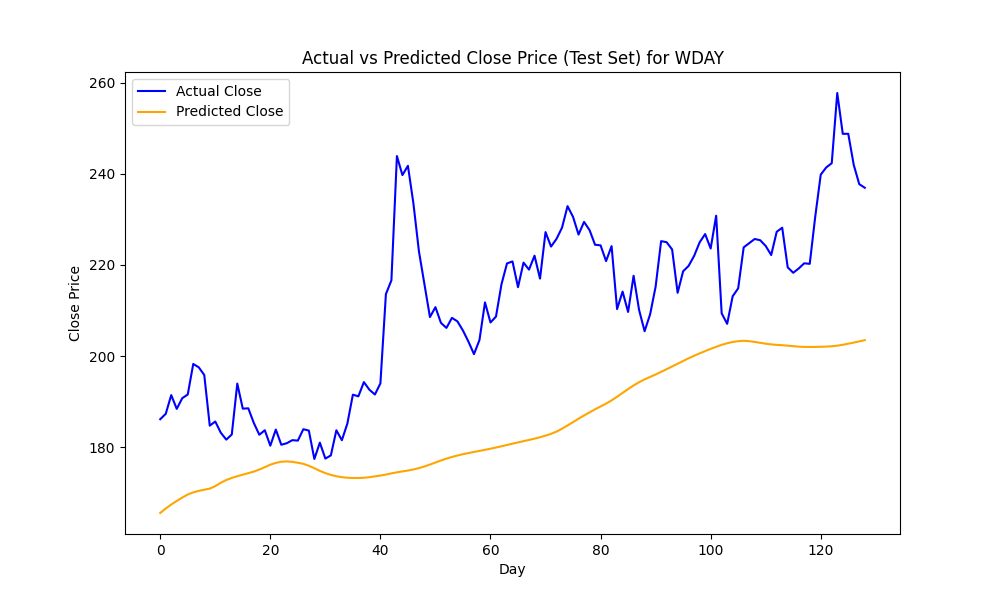 Actual vs Predicted Close Price (Test Set) for WDAY
Actual Close
Predicted Close
260
240
220
200
180
Close Price
0 20 40 60 80 100 120
Day